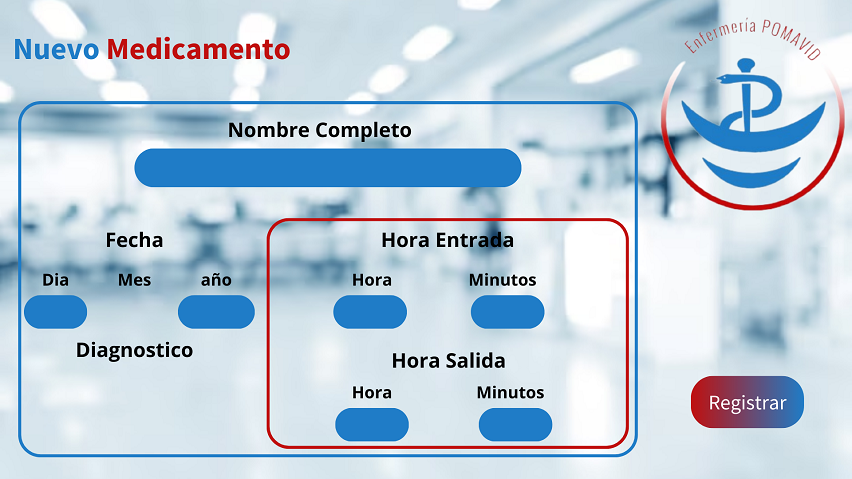 Enfermería POMAVID
Nuevo Medicamento
Nombre Completo
Fecha
Hora Entrada
Dia Mes año
Hora Minutos
Diagnostico
Hora Salida
Hora Minutos
Registrar